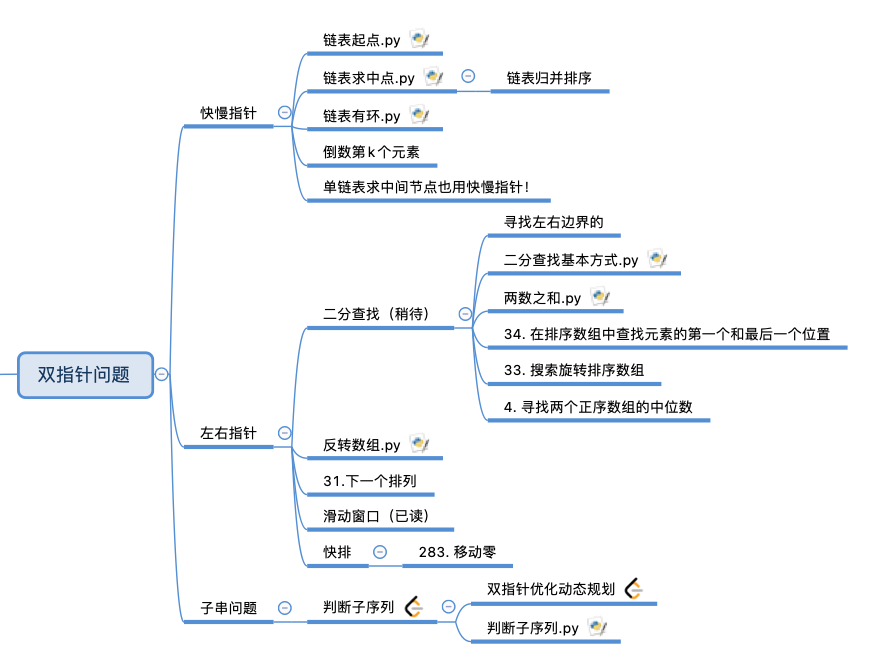 双指针问题
快慢指针
链表起点.py
链表求中点.py
链表归并排序
链表有环.py
倒数第k个元素
单链表求中间节点也用快慢指针！
左右指针
二分查找（稍待）
寻找左右边界的
二分查找基本方式.py
两数之和.py
34. 在排序数组中查找元素的第一个和最后一个位置
33. 搜索旋转排序数组
4. 寻找两个正序数组的中位数
反转数组.py
31.下一个排列
滑动窗口（已读）
快排
283. 移动零
子串问题
判断子序列
双指针优化动态规划
判断子序列.py